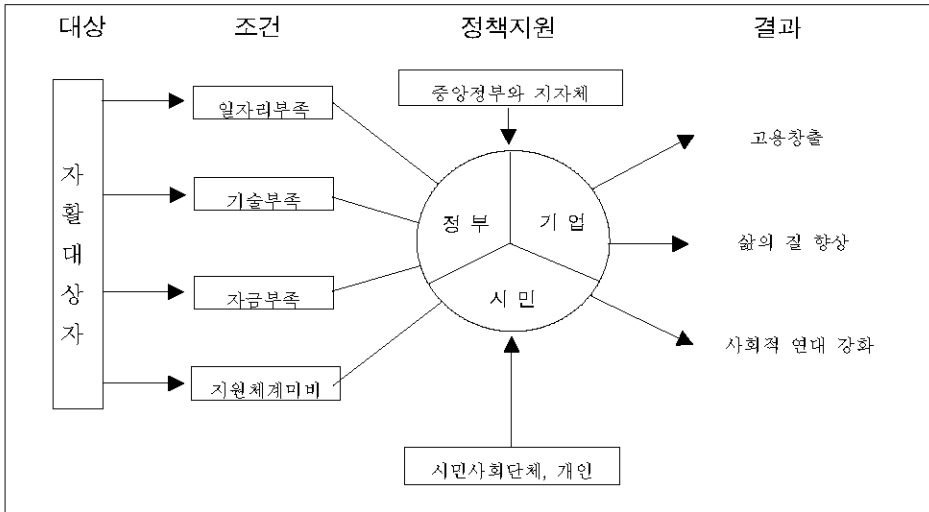 대상 조건 정책지원 결과
자활대상자
일자리부족
기술부족
자금부족
지원체계미비
중앙정부와 지자체
정 부
기 업
시 민
시민사회단체, 개인
고용창출
삶의 질 향상
사회적 연대 강화